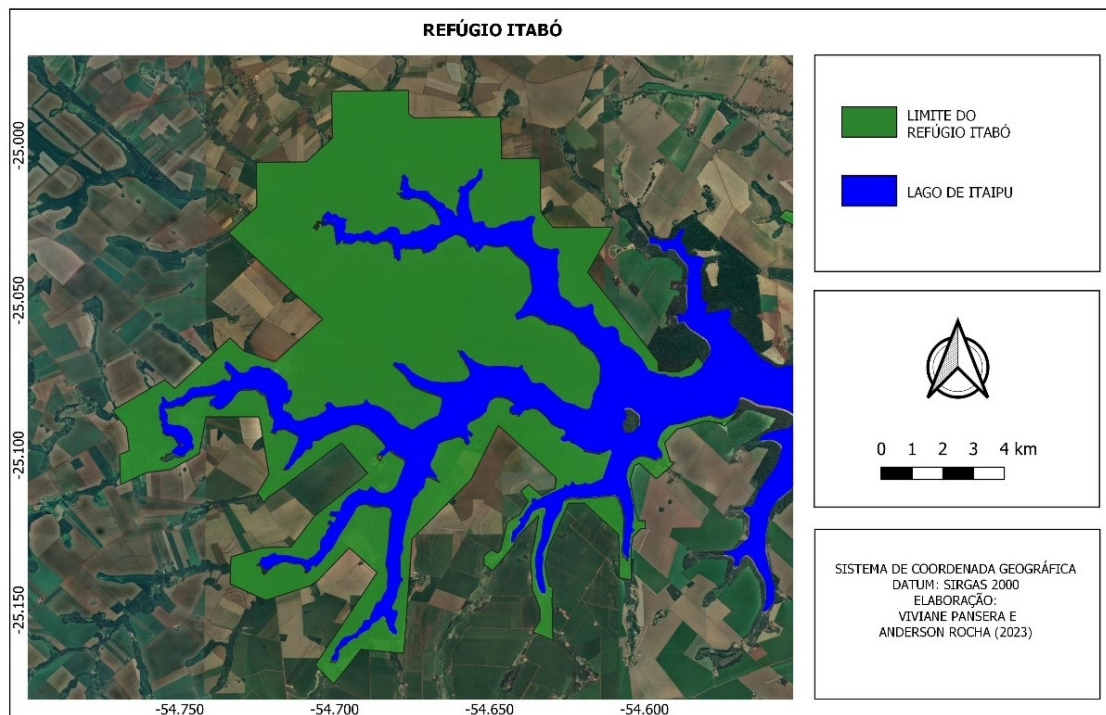 REFÚGIO ITABÓ
-25.000
-25.050
-25.100
-25.150
-54.750
-54.700
-54.650
-54.600
LIMITE DO
REFÚGIO ITABÓ
LAGO DE ITAIPU
0 1 2 3 4 km
SISTEMA DE COORDENADA GEOGRÁFICA
DATUM: SIRGAS 2000
ELABORAÇÃO:
VIVIANE PANSERA E
ANDERSON ROCHA (2023)